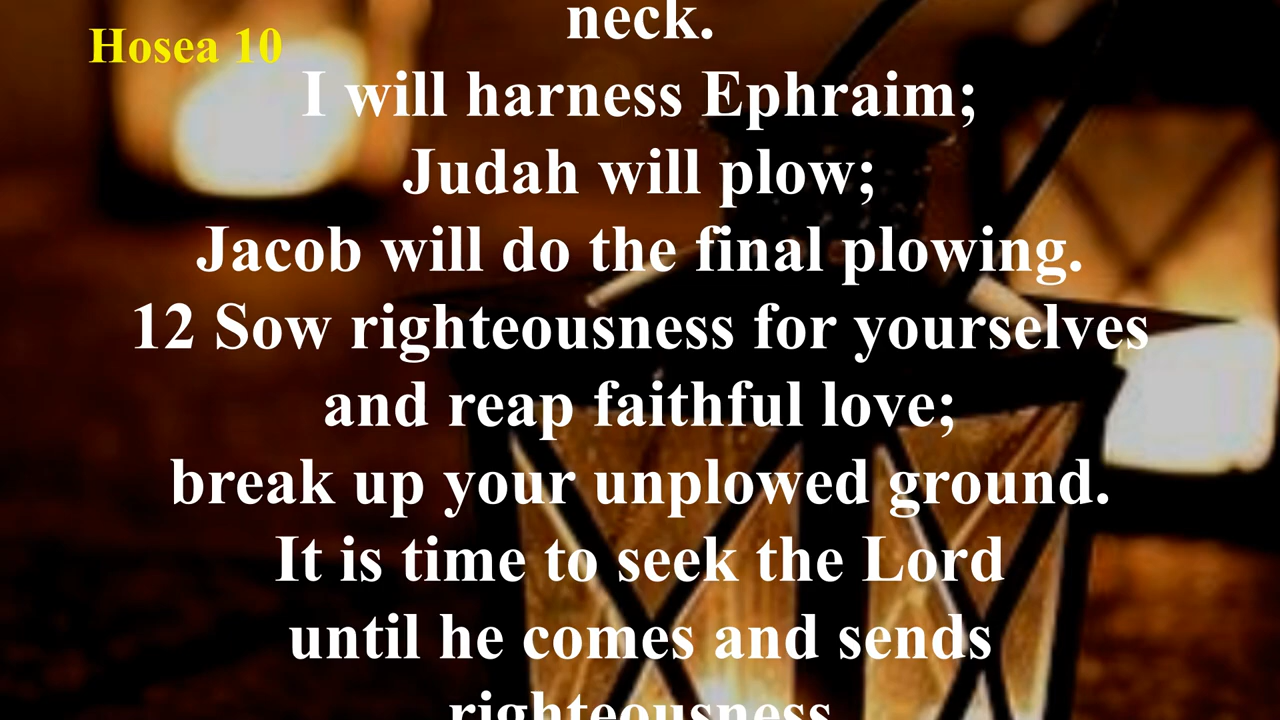 Hosea 10
neck.
I will harness Ephraim;
Judah will plow;
Jacob will do the final plowing.
12 Sow righteousness for yourselves
and reap faithful love;
break up your unplowed ground.
It is time to seek the Lord
until he comes and sends
righteousness